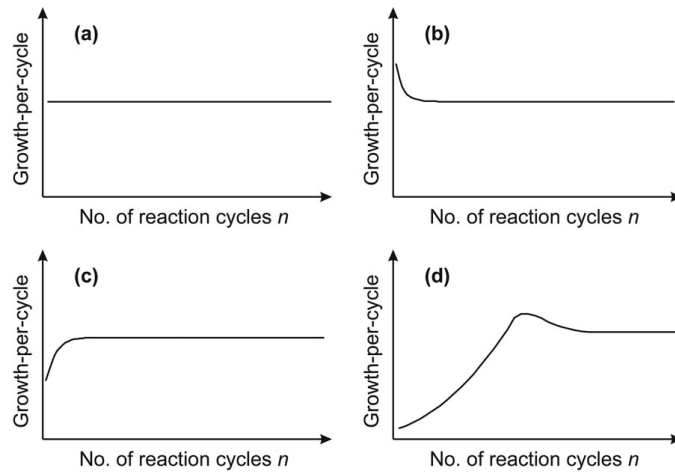 (a)
Growth-per-cycle
No. of reaction cycles n
(b)
Growth-per-cycle
No. of reaction cycles n
(c)
Growth-per-cycle
No. of reaction cycles n
(d)
Growth-per-cycle
No. of reaction cycles n